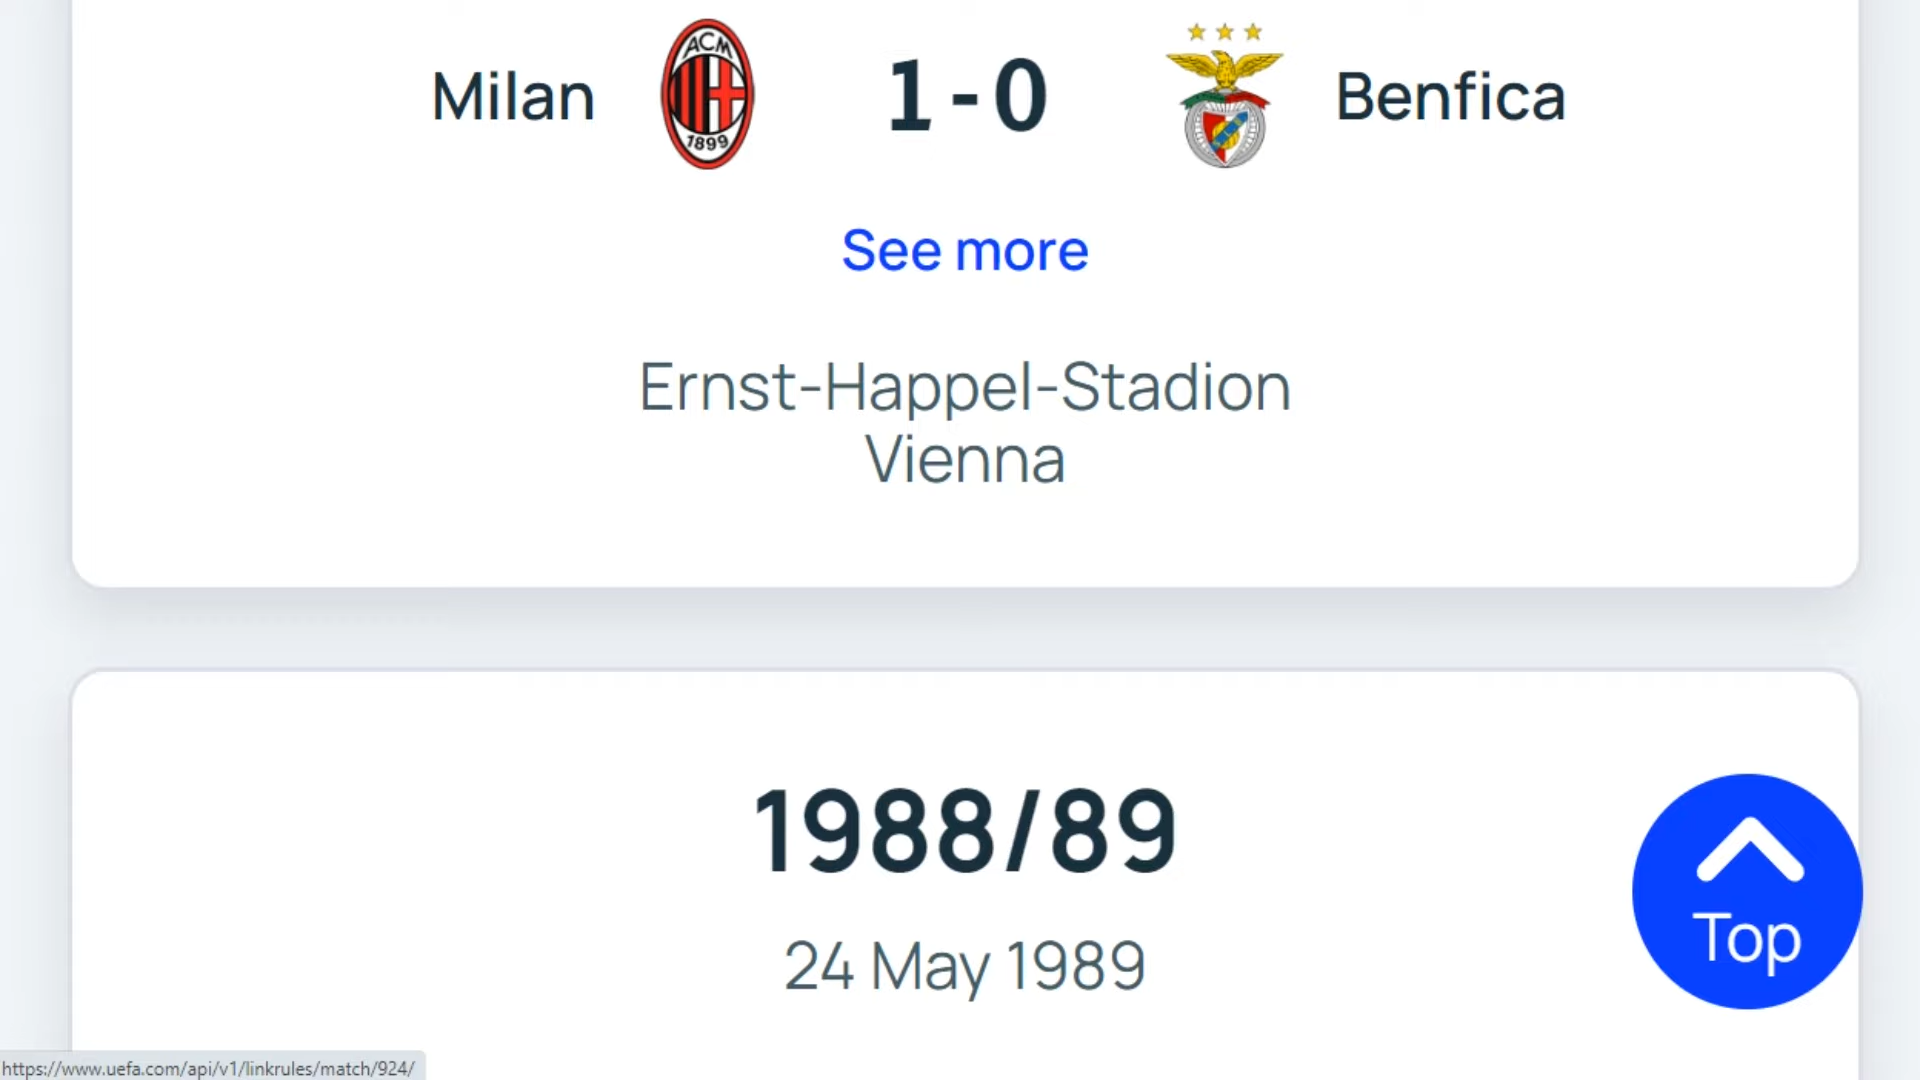 Milan ACM 1899 1 - 0 Benfica
See more
Ernst-Happel-Stadion
Vienna
1988/89
24 May 1989
Top
https://www.uefa.com/api/v1/linkrules/match/924/